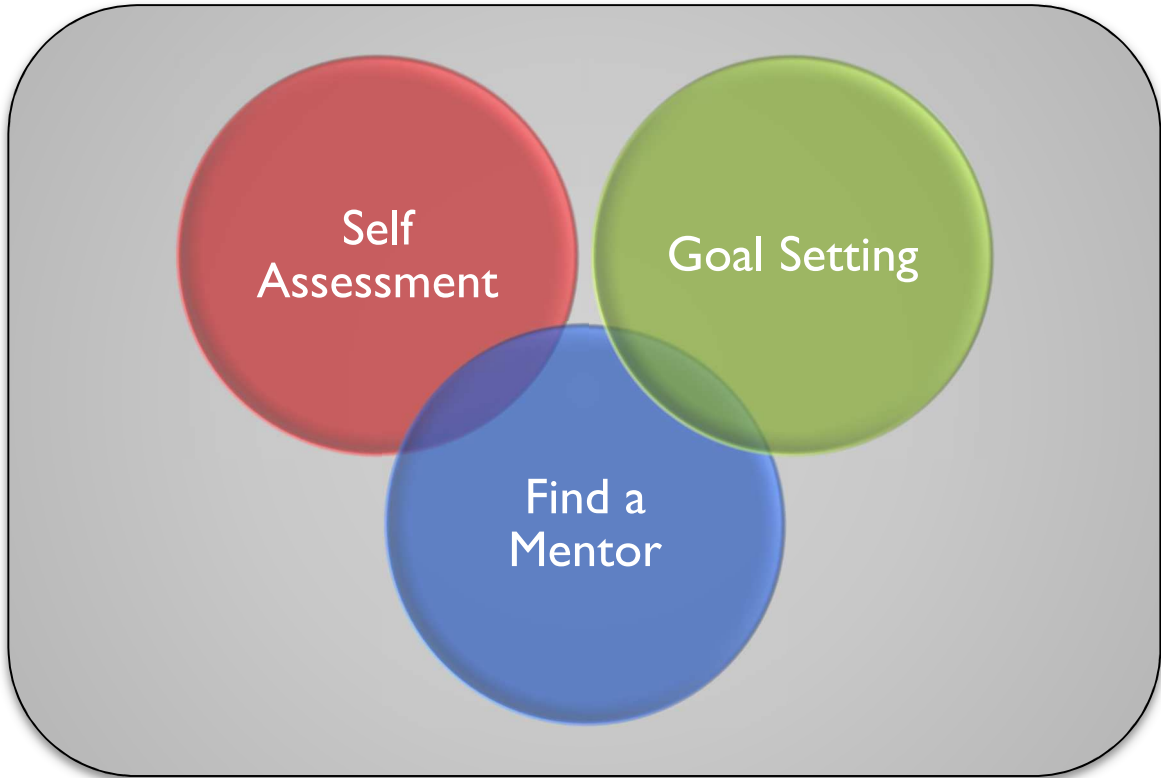 Self
Assessment
Goal Setting
Find a
Mentor